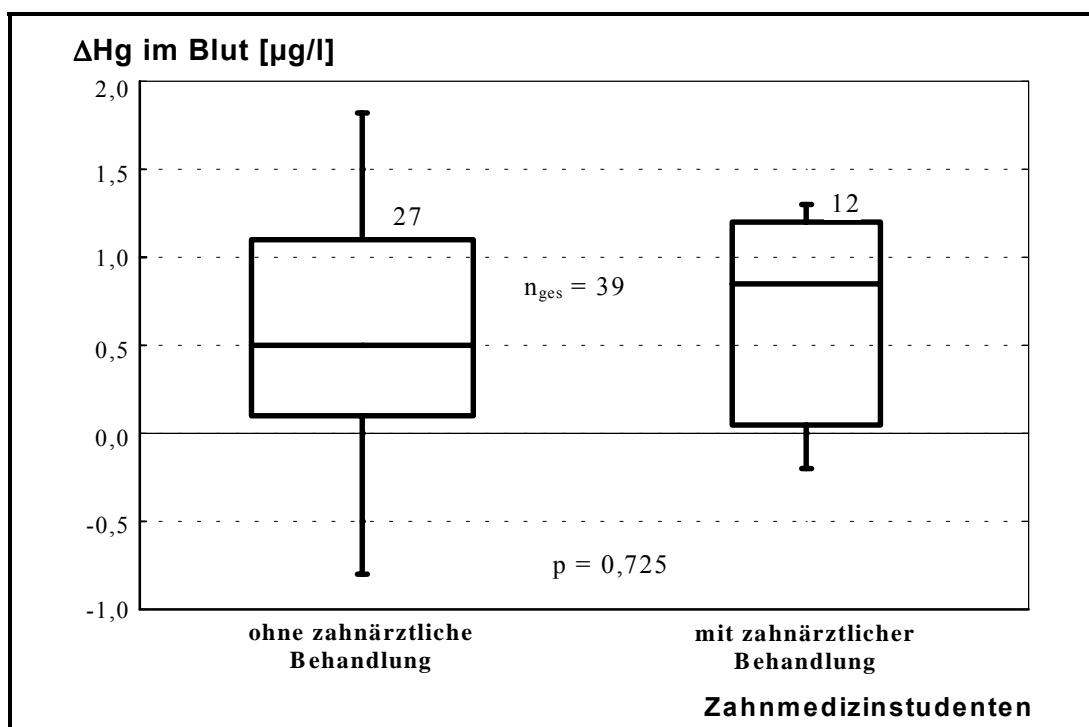 ΔHg im Blut [µg/l]
2,0
1,5
1,0
0,5
0,0
-0,5
-1,0
27
12
nges = 39
p = 0,725
ohne zahnärztliche
Behandlung
mit zahnärztlicher
Behandlung
Zahnmedizinstudenten